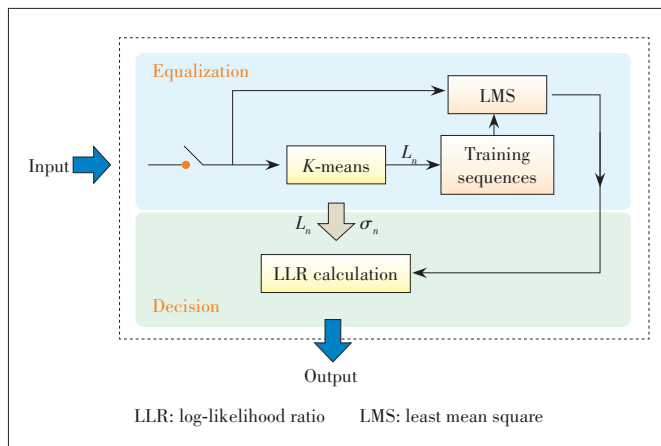 Equalization
LMS
Input
K-means
Lₙ
Training
sequences
Lₙ
σₙ
LLR calculation
Decision
Output
LLR: log-likelihood ratio LMS: least mean square